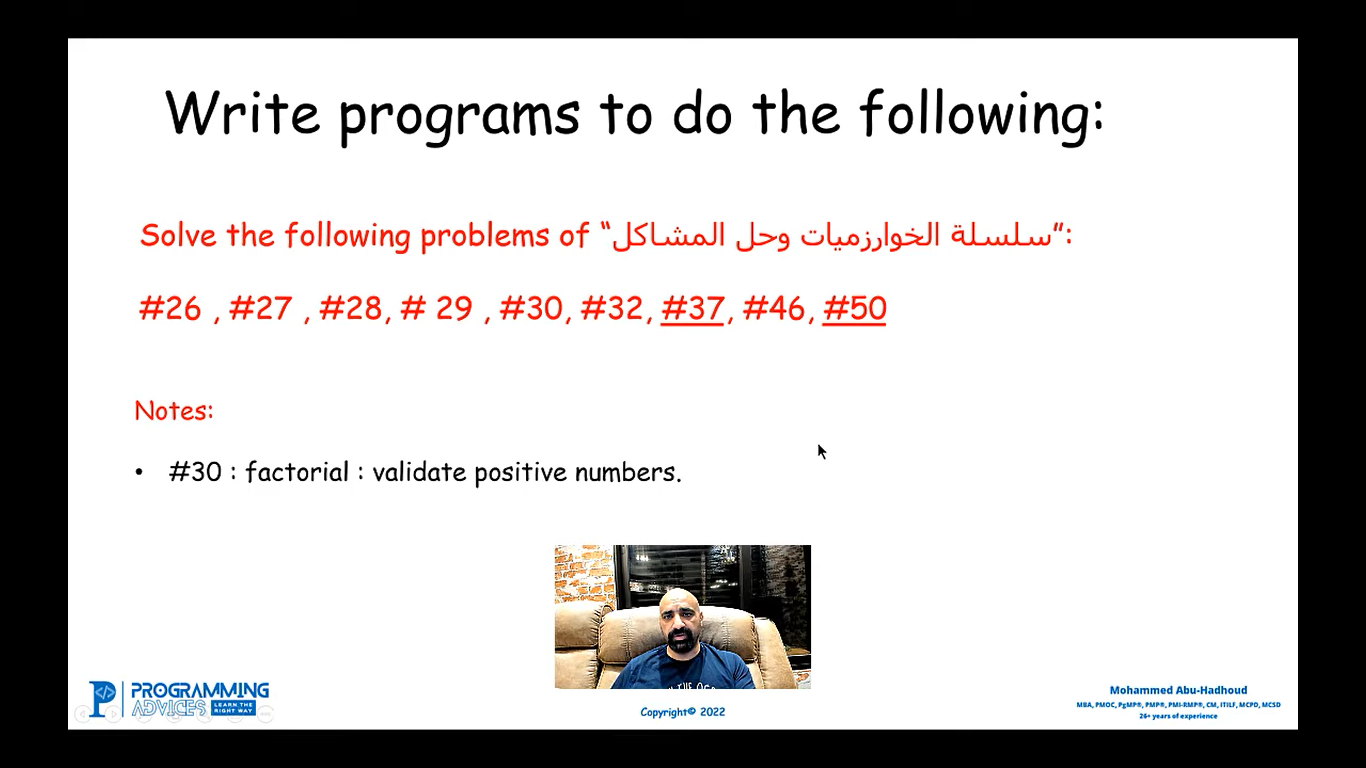 Write programs to do the following:
Solve the following problems of “سلسلة الخوارزميات وحل المشاكل”:
#26 , #27 , #28, # 29 , #30, #32, #37, #46, #50
Notes:
• #30 : factorial : validate positive numbers.
PROGRAMMING
ADVICES LEARN THE RIGHT WAY
Copyright© 2022
Mohammed Abu-Hadhoud
MBA, PMOC, PgMP®, PMP®, PMI-RMP®, CM, ITILF, MCPD, MCSD
26+ years of experience